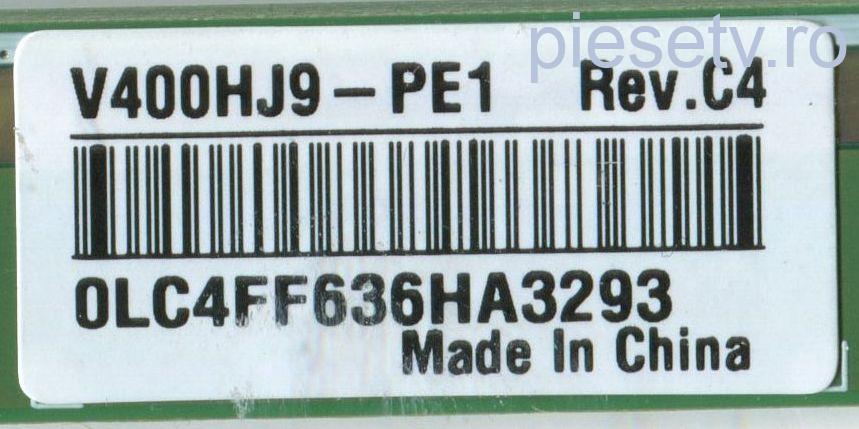 piesetv.ro
V400HJ9-PE1 Rev.C4
0LC4FF636HA3293
Made In China